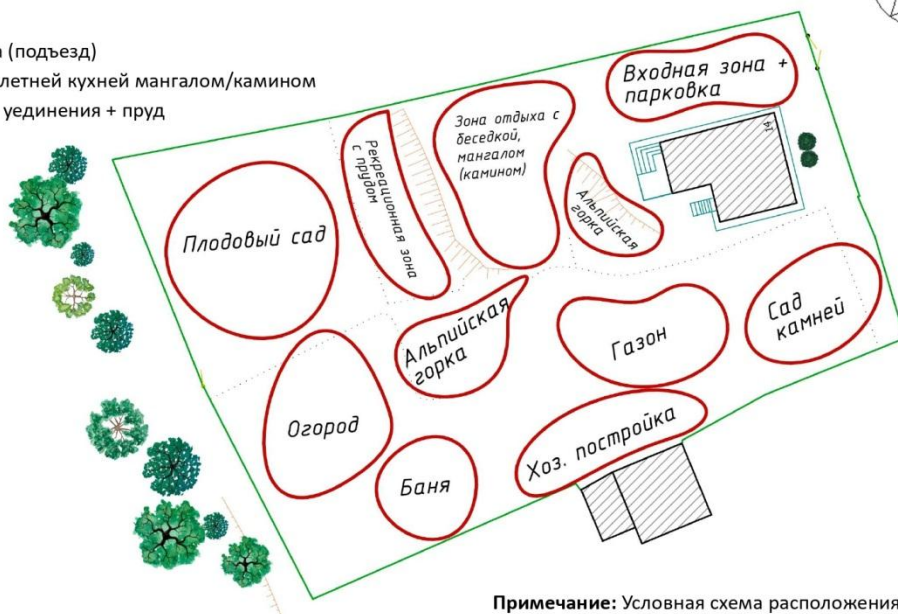 (подъезд)
летней кухней мангалом/камином
уединения + пруд
Входная зона +
парковка
Зона отдыха с
беседкой,
мангалом
(камином)
Рекреационная зона
с прудом
Альпийская
горка
Плодовый сад
Сад
камней
Альпийская
горка
Газон
Огород
Хоз. постройка
Баня
Примечание: Условная схема расположения